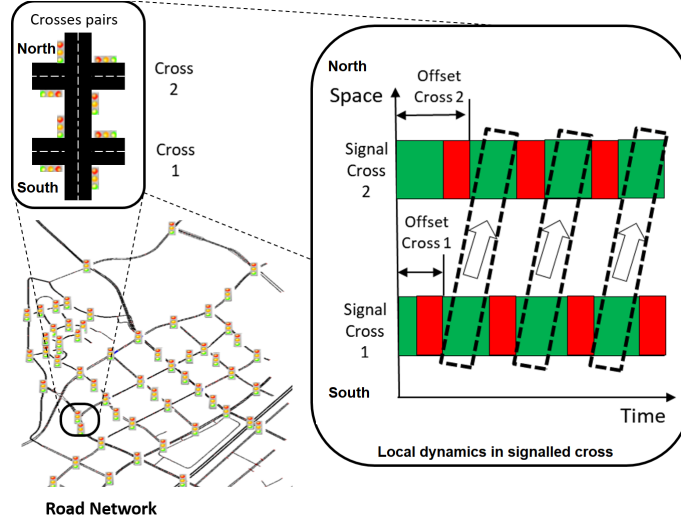 Crosses pairs
North
Cross
2
Cross
1
South
North
Offset
Cross 2
Space
Signal
Cross
2
Offset
Cross 1
Signal
Cross
1
South
Time
Local dynamics in signalled cross
Road Network